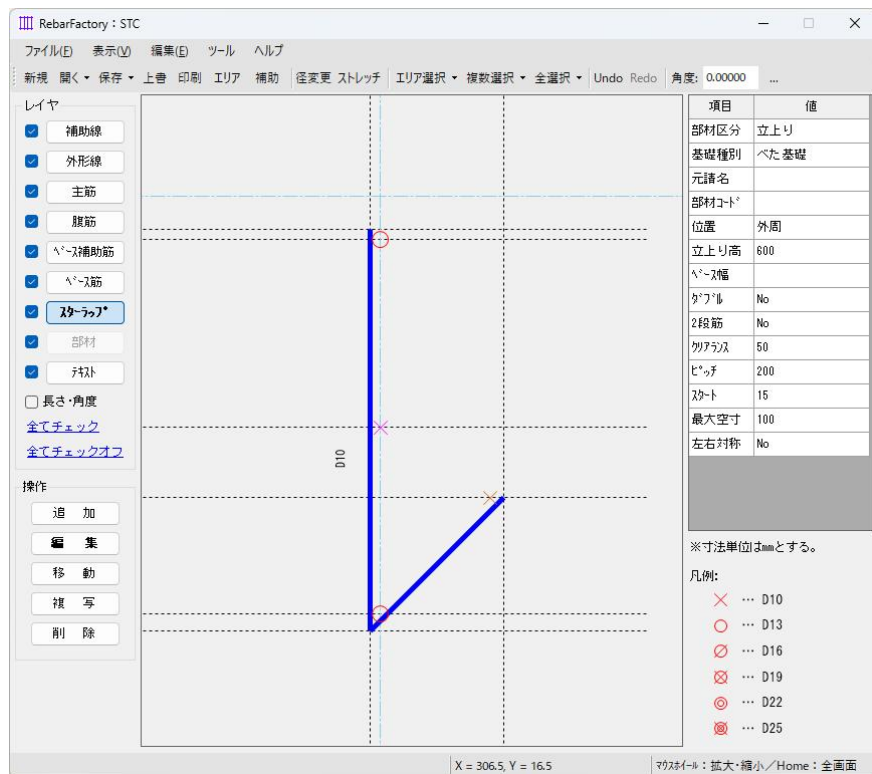 RebarFactory：STC
ファイル(F) 表示(V) 編集(E) ツール ヘルプ
新規 開く 保存 上書 印刷 エリア 補助 径変更 ストレッチ エリア選択 複数選択 全選択 Undo Redo 角度: 0.00000 ...
レイヤ
補助線
外形線
主筋
腹筋
ﾍﾞｰｽ補助筋
ﾍﾞｰｽ筋
ｽﾀｰﾗｯﾌﾟ
部材
ﾃｷｽﾄ
長さ・角度
全てチェック
全てチェックオフ
操作
追 加
編 集
移 動
複 写
削 除
D10
項目 値
部材区分 立上り
基礎種別 べた基礎
元請名
部材ｺｰﾄﾞ
位置 外周
立上り高 600
ﾍﾞｰｽ幅
ﾀﾞﾌﾞﾙ No
2段筋 No
ｸﾘｱﾗﾝｽ 50
ﾋﾟｯﾁ 200
ｽﾀｰﾄ 15
最大空寸 100
左右対称 No
※寸法単位は㎜とする。
凡例:
… D10
… D13
… D16
… D19
… D22
… D25
X = 306.5, Y = 16.5
ﾏｳｽﾎｲｰﾙ：拡大・縮小／Home：全画面